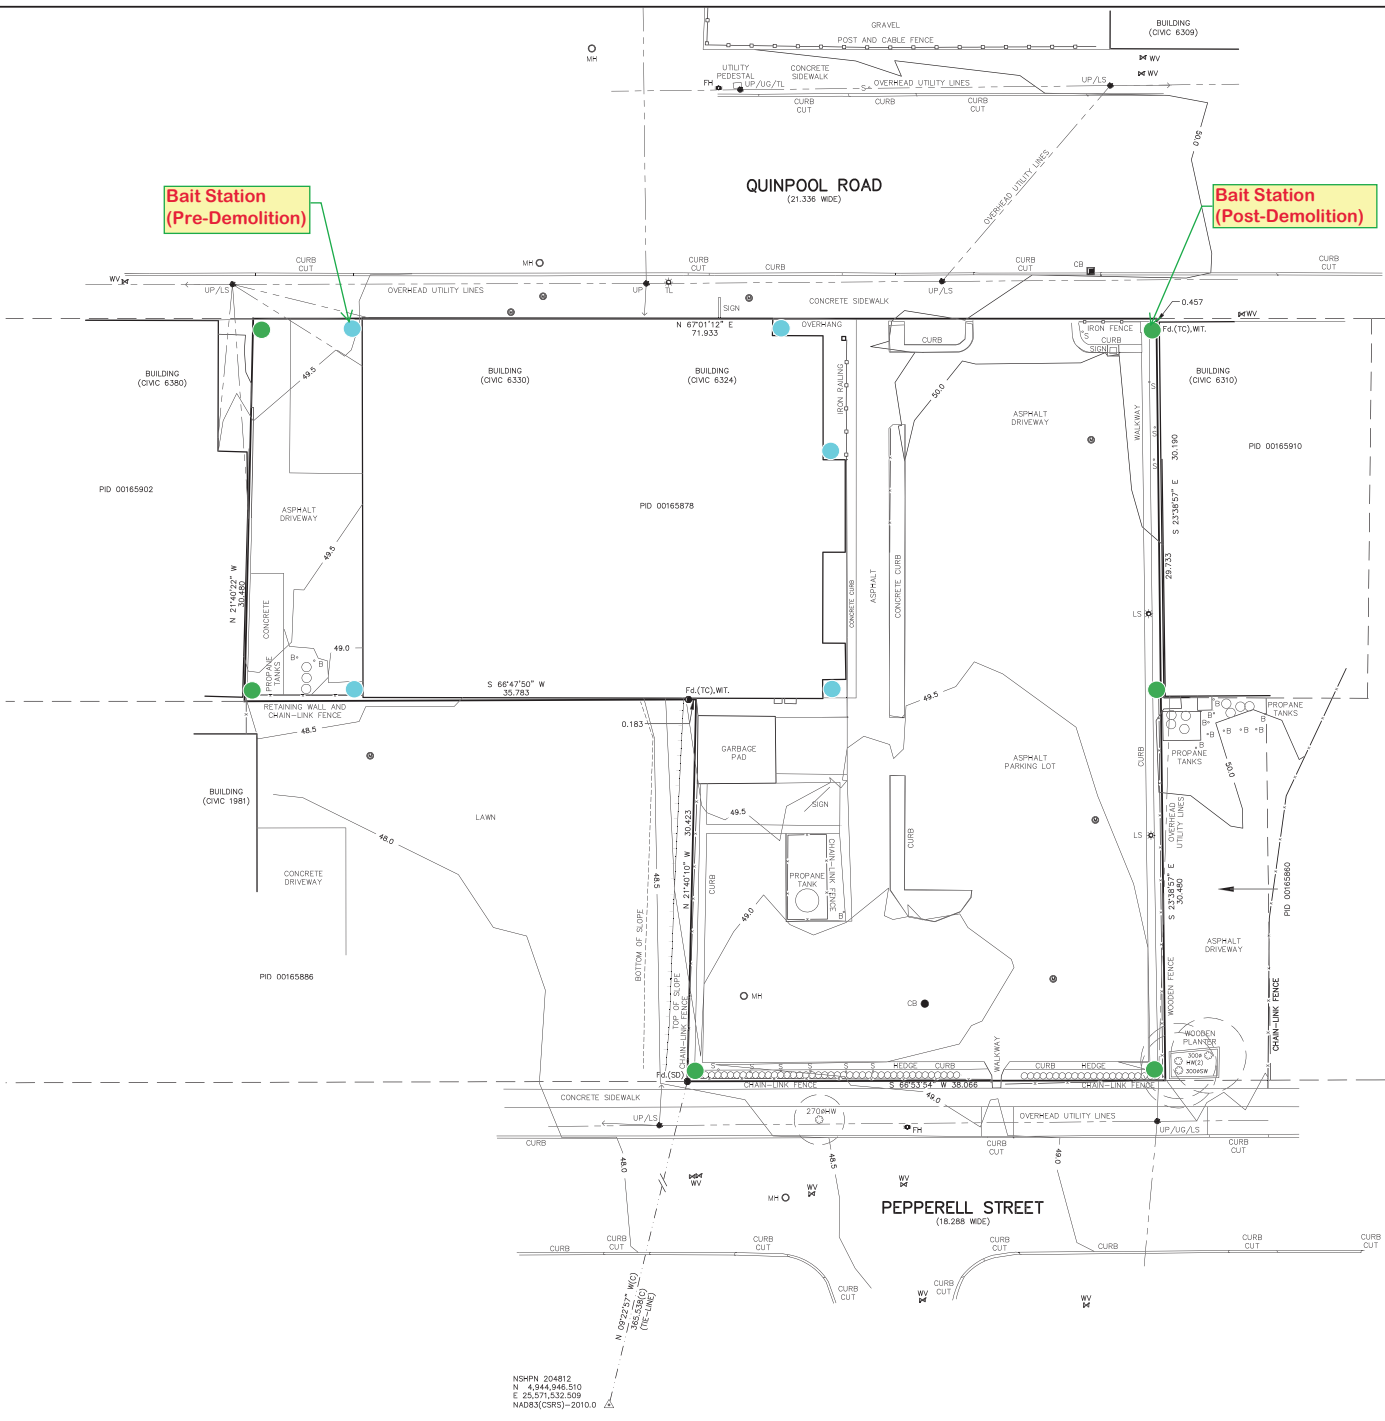 GRAVEL
POST AND CABLE FENCE
BUILDING
(CIVIC 6309)
MH
WV
WV
UTILITY
PEDESTAL
CONCRETE
SIDEWALK
FH
UP/UG/TL
OVERHEAD UTILITY LINES
UP/LS
S
CURB
CUT
CURB
CURB
CUT
50.0
OVERHEAD UTILITY LINES
QUINPOOL ROAD
(21.336 WIDE)
Bait Station
(Pre-Demolition)
Bait Station
(Post-Demolition)
WV
CURB
CUT
MH
CURB
CUT
CURB
CURB
CUT
CB
CURB
CUT
UP/LS
OVERHEAD UTILITY LINES
UP
TL
UP/LS
SIGN
CONCRETE SIDEWALK
0.457
WV
N 67°01'12" E
71.933
OVERHANG
CURB
IRON FENCE
S
CURB
SIGN
Fd.(TC),WIT.
BUILDING
(CIVIC 6380)
49.5
BUILDING
(CIVIC 6330)
BUILDING
(CIVIC 6324)
IRON RAILING
50.0
ASPHALT
DRIVEWAY
WALKWAY
S
S
S
BUILDING
(CIVIC 6310)
PID 00165902
ASPHALT
DRIVEWAY
PID 00165878
S 23°38'57" E 30.190
PID 00165910
49.5
N 21°40'22" W
30.480
CONCRETE
CONCRETE CURB
ASPHALT
CONCRETE CURB
29.733
LS
49.0
B
B
PROPANE
TANKS
S 66°47'50" W
35.783
Fd.(TC),WIT.
49.5
RETAINING WALL AND
CHAIN-LINK FENCE
48.5
0.183
PROPANE
TANKS
B
B
B
B
B
B
B
B
PROPANE
TANKS
50.0
GARBAGE
PAD
ASPHALT
PARKING LOT
CURB
BUILDING
(CIVIC 1981)
LAWN
48.0
49.5
SIGN
CURB
LS
OVERHEAD
UTILITY LINES
N 21°40'10" W 30.423
CURB
48.5
CONCRETE
DRIVEWAY
PROPANE
TANK
CHAIN-LINK FENCE
B
49.0
S 23°38'57" E
30.480
PID 00165860
BOTTOM OF SLOPE
ASPHALT
DRIVEWAY
PID 00165886
TOP OF SLOPE
CHAIN-LINK FENCE
MH
CB
WOODEN FENCE
CHAIN-LINK FENCE
WALKWAY
WOODEN
PLANTER
300ø
HW(2)
300øSW
S
S
S
S
S
HEDGE
CURB
CURB
HEDGE
Fd.(SD)
CHAIN-LINK FENCE
S 66°53'54" W 38.066
CHAIN-LINK FENCE
CONCRETE SIDEWALK
49.0
UP/LS
270øHW
FH
OVERHEAD UTILITY LINES
UP/UG/LS
CURB
CURB
CURB
CUT
CURB
CUT
48.0
48.5
49.0
WV
WV
WV
MH
PEPPERELL STREET
(18.288 WIDE)
CURB
CURB
CUT
CURB
CUT
CURB
CUT
CURB
CURB
CUT
CURB
CURB
CUT
CURB
CUT
WV
WV
N 09°22'57" W(C)
365.538(C)
(TIE-LINE)
NSHPN 204812
N 4,944,946.510
E 25,571,532.509
NAD83(CSRS)-2010.0